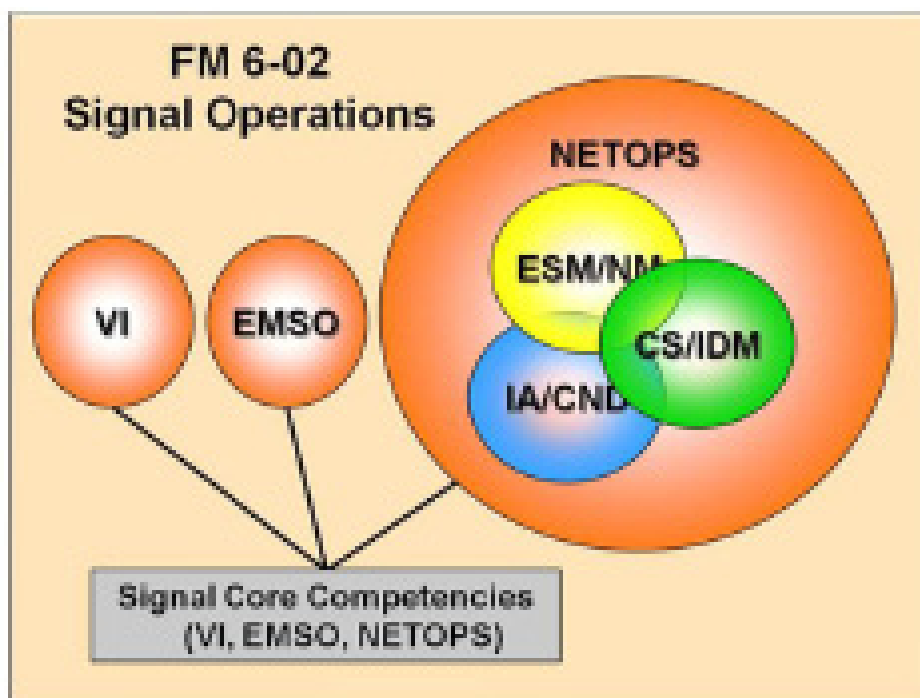 FM 6-02
Signal Operations
NETOPS
ESM/NM
VI
EMSO
CS/IDM
IA/CND
Signal Core Competencies
(VI, EMSO, NETOPS)